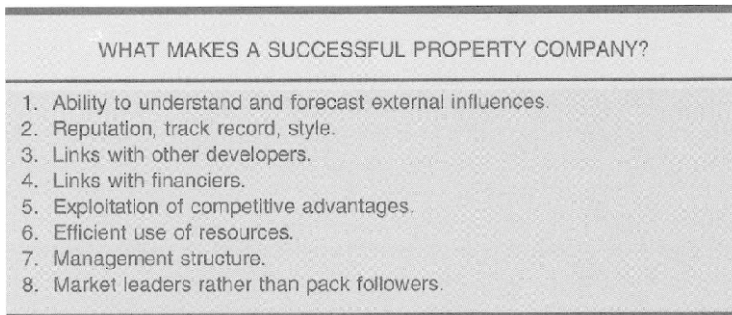 WHAT MAKES A SUCCESSFUL PROPERTY COMPANY?
1. Ability to understand and forecast external influences.
2. Reputation, track record, style.
3. Links with other developers.
4. Links with financiers.
5. Exploitation of competitive advantages.
6. Efficient use of resources.
7. Management structure.
8. Market leaders rather than pack followers.